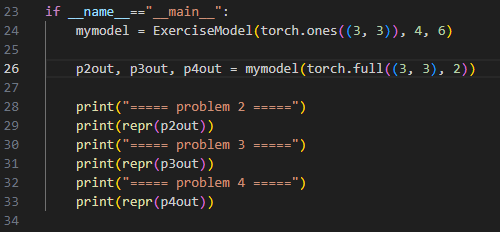 23 if __name__=="__main__":
24     mymodel = ExerciseModel(torch.ones((3, 3)), 4, 6)
25
26     p2out, p3out, p4out = mymodel(torch.full((3, 3), 2))
27
28     print("===== problem 2 =====")
29     print(repr(p2out))
30     print("===== problem 3 =====")
31     print(repr(p3out))
32     print("===== problem 4 =====")
33     print(repr(p4out))
34